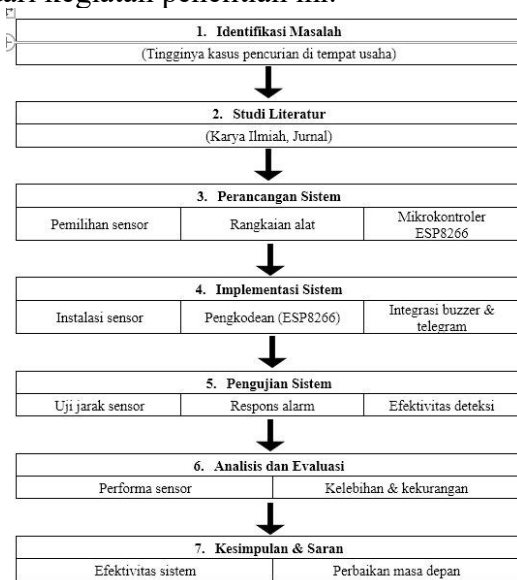 dari kegiatan penelitian ini.
1. Identifikasi Masalah
(Tingginya kasus pencurian di tempat usaha)
2. Studi Literatur
(Karya Ilmiah, Jurnal)
3. Perancangan Sistem
Pemilihan sensor Rangkaian alat Mikrokontroler
ESP8266
4. Implementasi Sistem
Instalasi sensor Pengkodean (ESP8266) Integrasi buzzer &
telegram
5. Pengujian Sistem
Uji jarak sensor Respons alarm Efektivitas deteksi
6. Analisis dan Evaluasi
Performa sensor Kelebihan & kekurangan
7. Kesimpulan & Saran
Efektivitas sistem Perbaikan masa depan